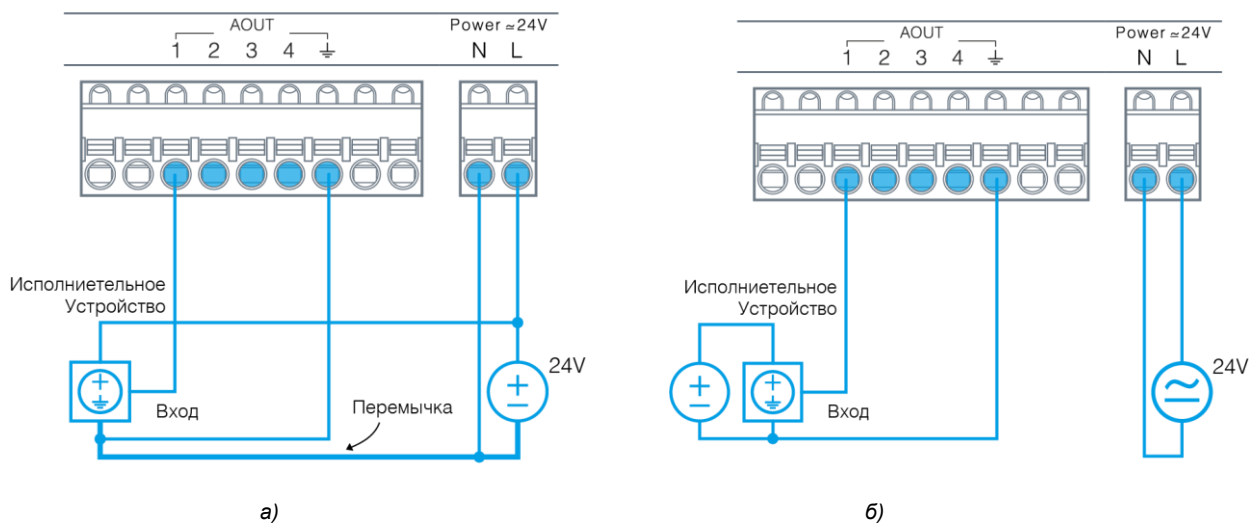 AOUT
Power ≃24V
1 2 3 4 ⏚
N L
Исполниетельное
Устройство
24V
Вход
Перемычка
а)
AOUT
Power ≃24V
1 2 3 4 ⏚
N L
Исполниетельное
Устройство
24V
Вход
б)